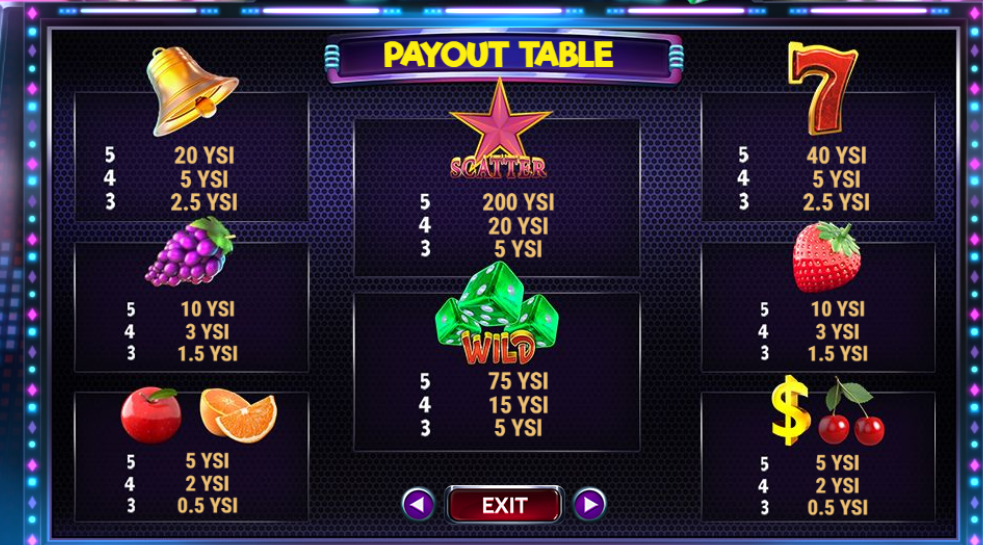 PAYOUT TABLE
5 20 YSI
4 5 YSI
3 2.5 YSI
SCATTER
5 200 YSI
4 20 YSI
3 5 YSI
7
5 40 YSI
4 5 YSI
3 2.5 YSI
5 10 YSI
4 3 YSI
3 1.5 YSI
WILD
5 75 YSI
4 15 YSI
3 5 YSI
5 10 YSI
4 3 YSI
3 1.5 YSI
5 5 YSI
4 2 YSI
3 0.5 YSI
$
5 5 YSI
4 2 YSI
3 0.5 YSI
EXIT